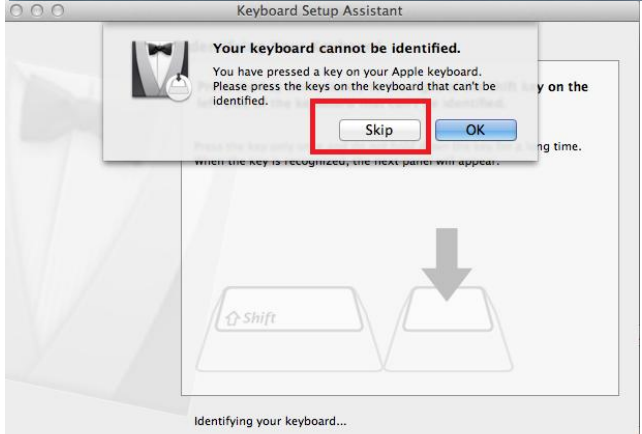 Keyboard Setup Assistant
Your keyboard cannot be identified.
You have pressed a key on your Apple keyboard.
Please press the keys on the keyboard that can't be
identified.
key on the
Skip
OK
long time.
When the key is recognized, the next panel will appear.
Shift
Identifying your keyboard...